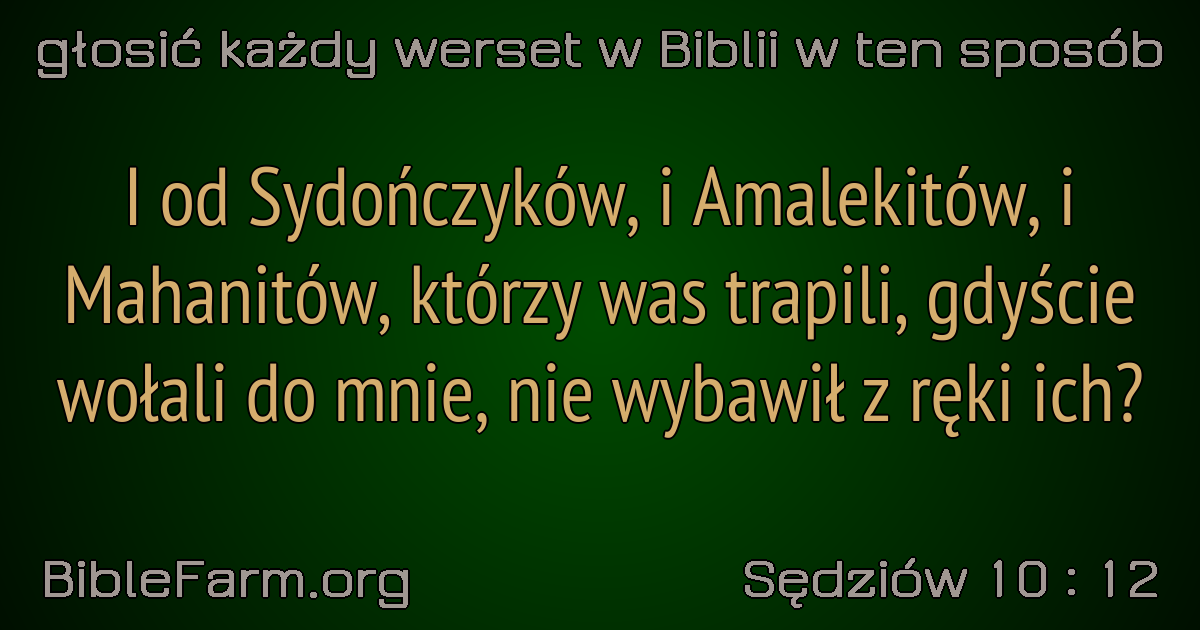 głosić każdy werset w Biblii w ten sposób
I od Sydończyków, i Amalekitów, i
Mahanitów, którzy was trapili, gdyście
wołali do mnie, nie wybawił z ręki ich?
BibleFarm.org
Sędziów 10 : 12